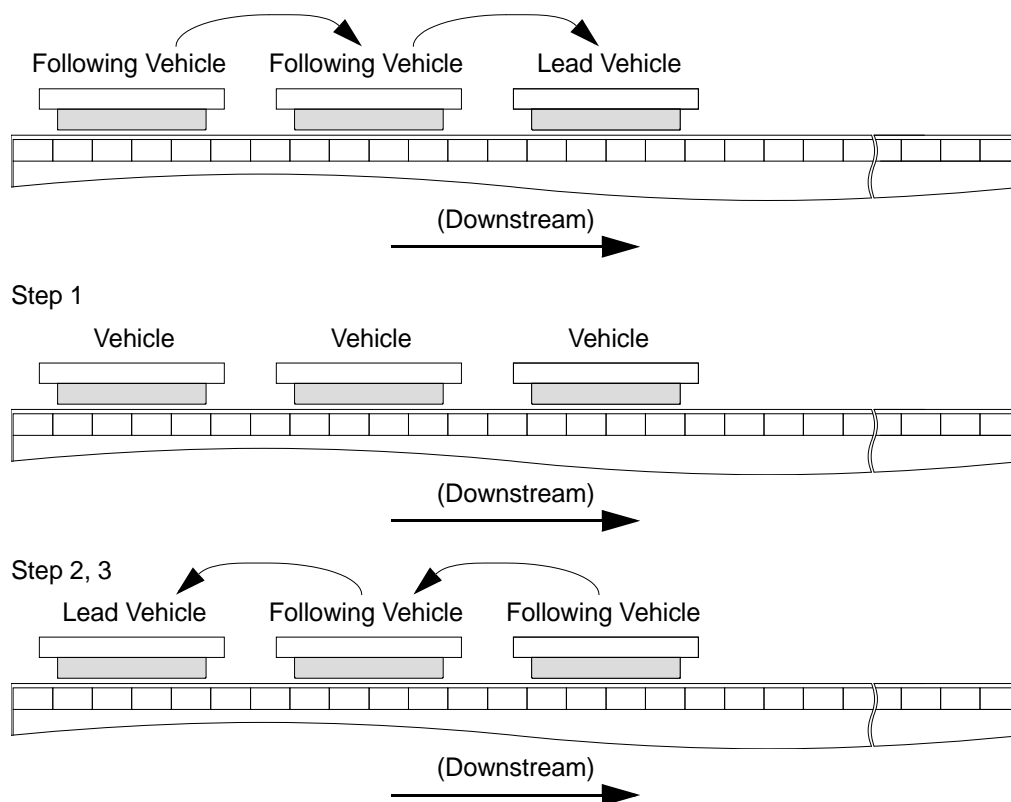 Following Vehicle Following Vehicle Lead Vehicle
(Downstream)
Step 1
Vehicle Vehicle Vehicle
(Downstream)
Step 2, 3
Lead Vehicle Following Vehicle Following Vehicle
(Downstream)